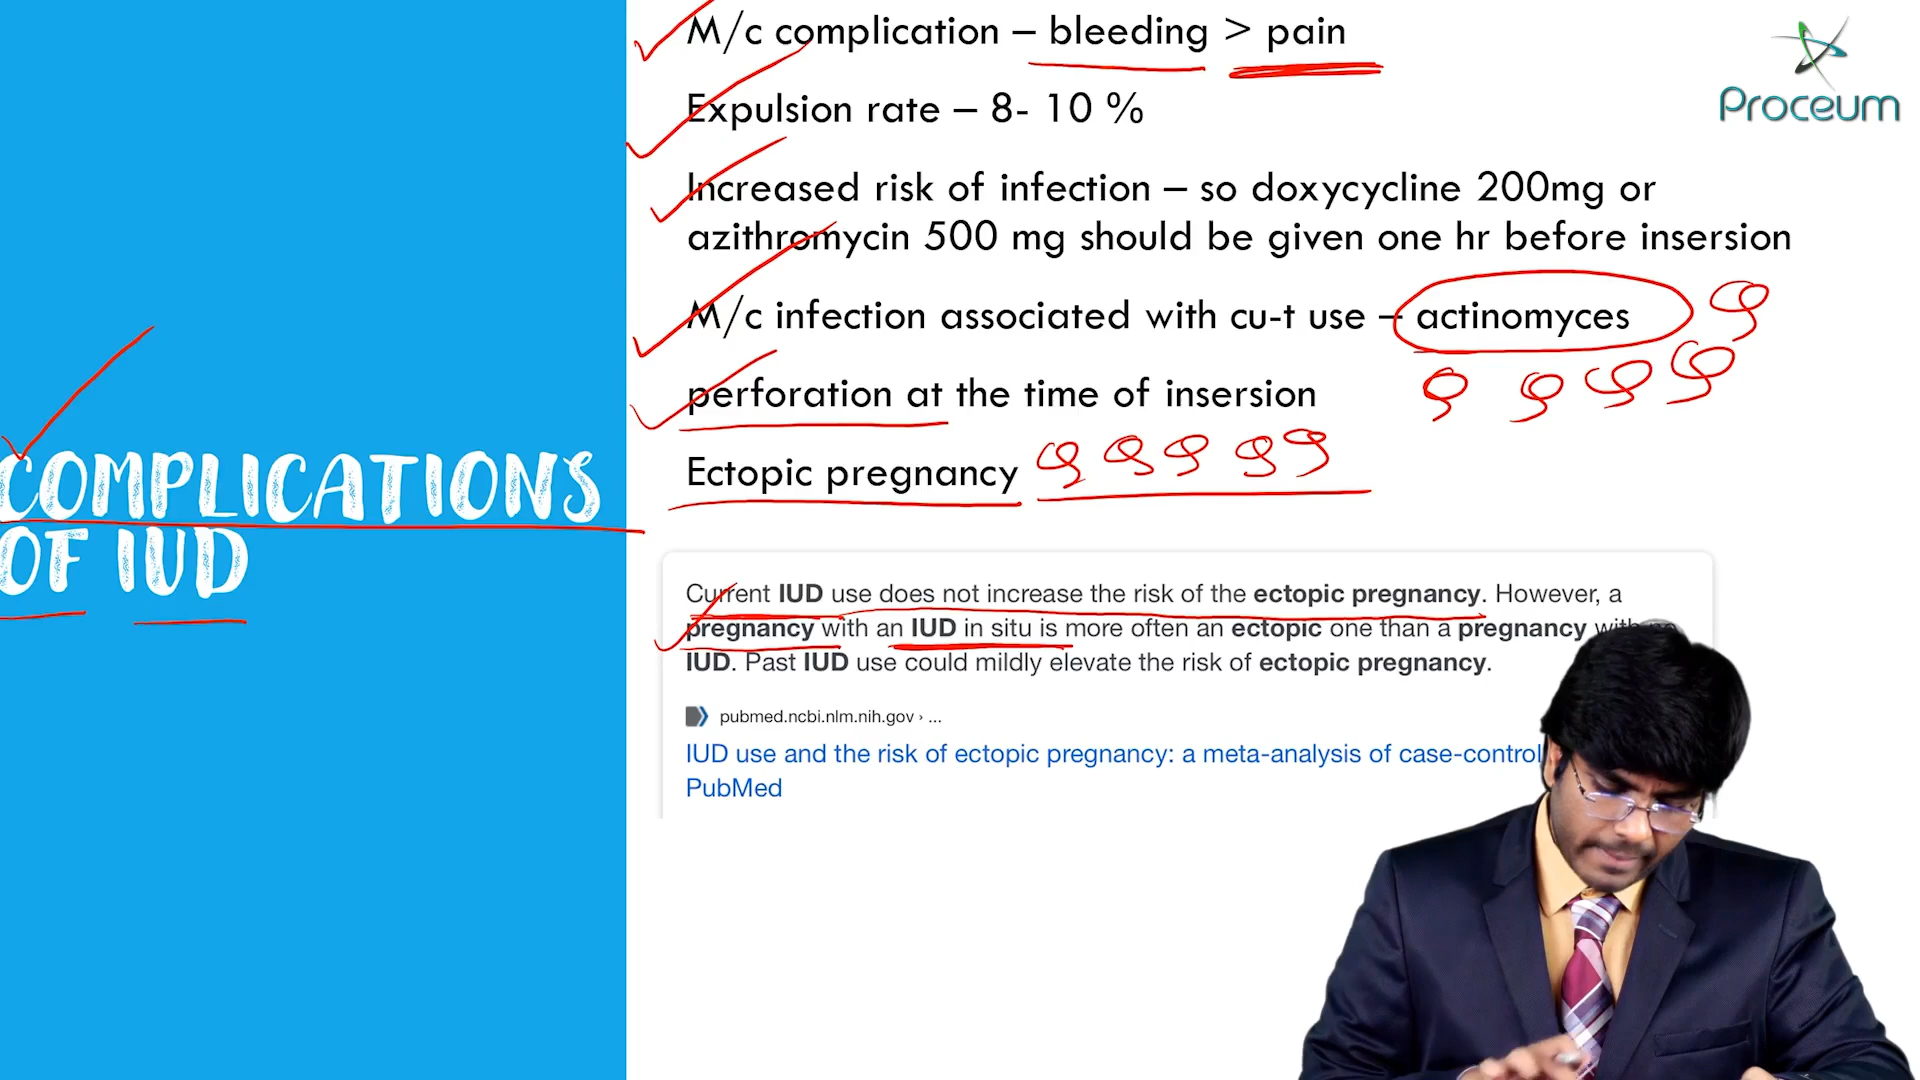 M/c complication – bleeding > pain
Proceum
Expulsion rate – 8- 10 %
Increased risk of infection – so doxycycline 200mg or
azithromycin 500 mg should be given one hr before insersion
M/c infection associated with cu-t use – actinomyces
perforation at the time of insersion
Ectopic pregnancy
COMPLICATIONS
OF IUD
Current IUD use does not increase the risk of the ectopic pregnancy. However, a
pregnancy with an IUD in situ is more often an ectopic one than a pregnancy with no
IUD. Past IUD use could mildly elevate the risk of ectopic pregnancy.
pubmed.ncbi.nlm.nih.gov › ...
IUD use and the risk of ectopic pregnancy: a meta-analysis of case-control
PubMed